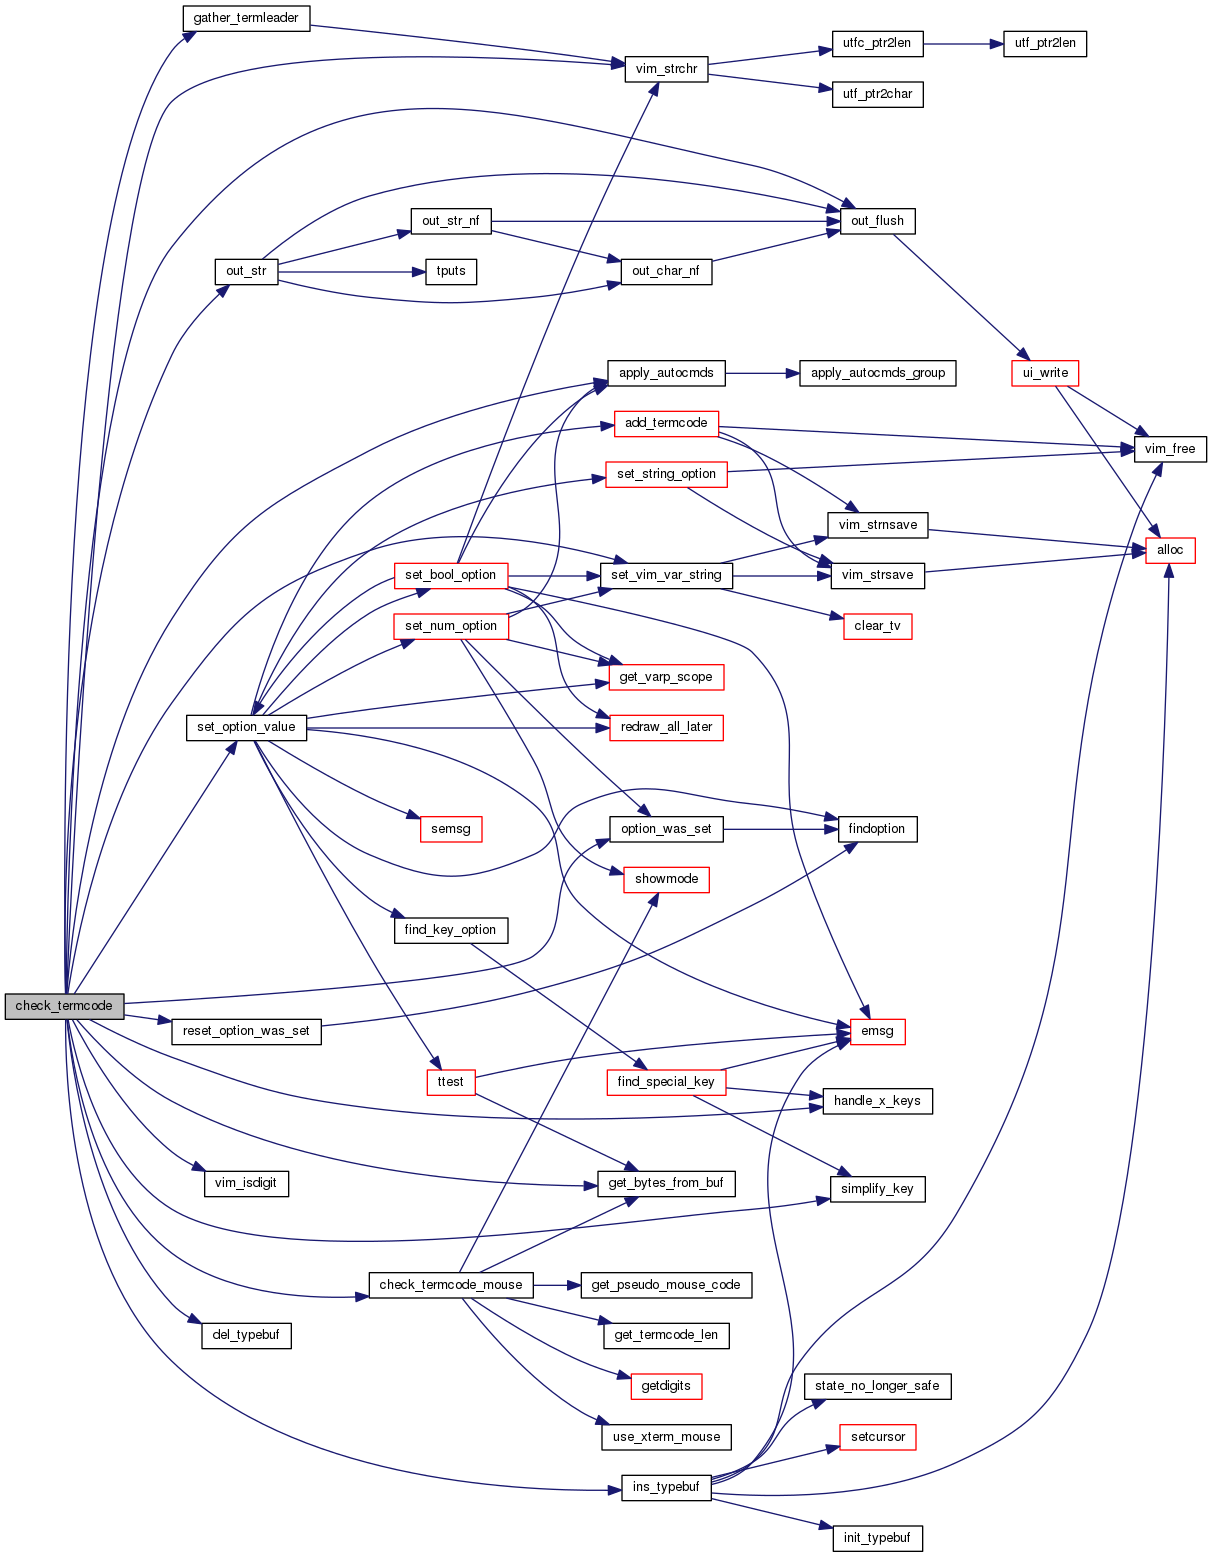 gather_termleader
utfc_ptr2len
utf_ptr2len
vim_strchr
utf_ptr2char
out_str_nf
out_flush
out_str
tputs
out_char_nf
apply_autocmds
apply_autocmds_group
ui_write
add_termcode
vim_free
set_string_option
vim_strnsave
alloc
set_bool_option
set_vim_var_string
vim_strsave
set_num_option
clear_tv
get_varp_scope
set_option_value
redraw_all_later
semsg
option_was_set
findoption
showmode
find_key_option
check_termcode
reset_option_was_set
emsg
ttest
find_special_key
handle_x_keys
vim_isdigit
get_bytes_from_buf
simplify_key
check_termcode_mouse
get_pseudo_mouse_code
del_typebuf
get_termcode_len
getdigits
state_no_longer_safe
use_xterm_mouse
setcursor
ins_typebuf
init_typebuf